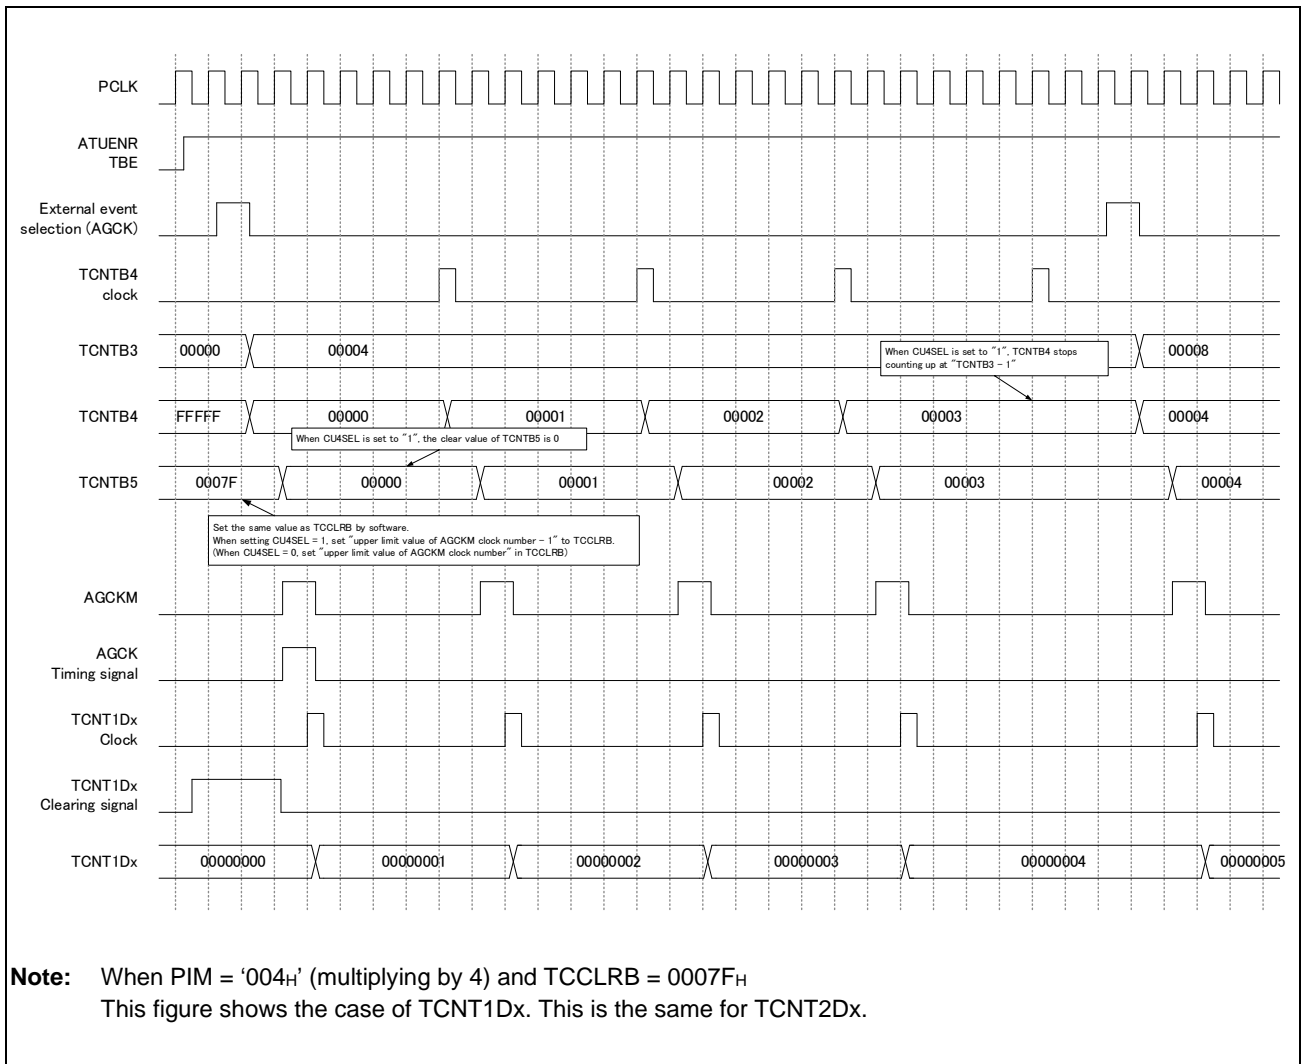 PCLK
ATUENR
TBE
External event
selection (AGCK)
TCNTB4
clock
TCNTB3
00000
00004
When CU4SEL is set to "1", TCNTB4 stops
counting up at "TCNTB3 - 1"
00008
TCNTB4
FFFFF
00000
00001
00002
00003
00004
When CU4SEL is set to "1", the clear value of TCNTB5 is 0
TCNTB5
0007F
00000
00001
00002
00003
00004
Set the same value as TCCLRB by software.
When setting CU4SEL = 1, set "upper limit value of AGCKM clock number - 1" to TCCLRB.
(When CU4SEL = 0, set "upper limit value of AGCKM clock number" in TCCLRB)
AGCKM
AGCK
Timing signal
TCNT1Dx
Clock
TCNT1Dx
Clearing signal
TCNT1Dx
00000000
00000001
00000002
00000003
00000004
00000005
Note: When PIM = ‘004H’ (multiplying by 4) and TCCLRB = 0007FH
This figure shows the case of TCNT1Dx. This is the same for TCNT2Dx.